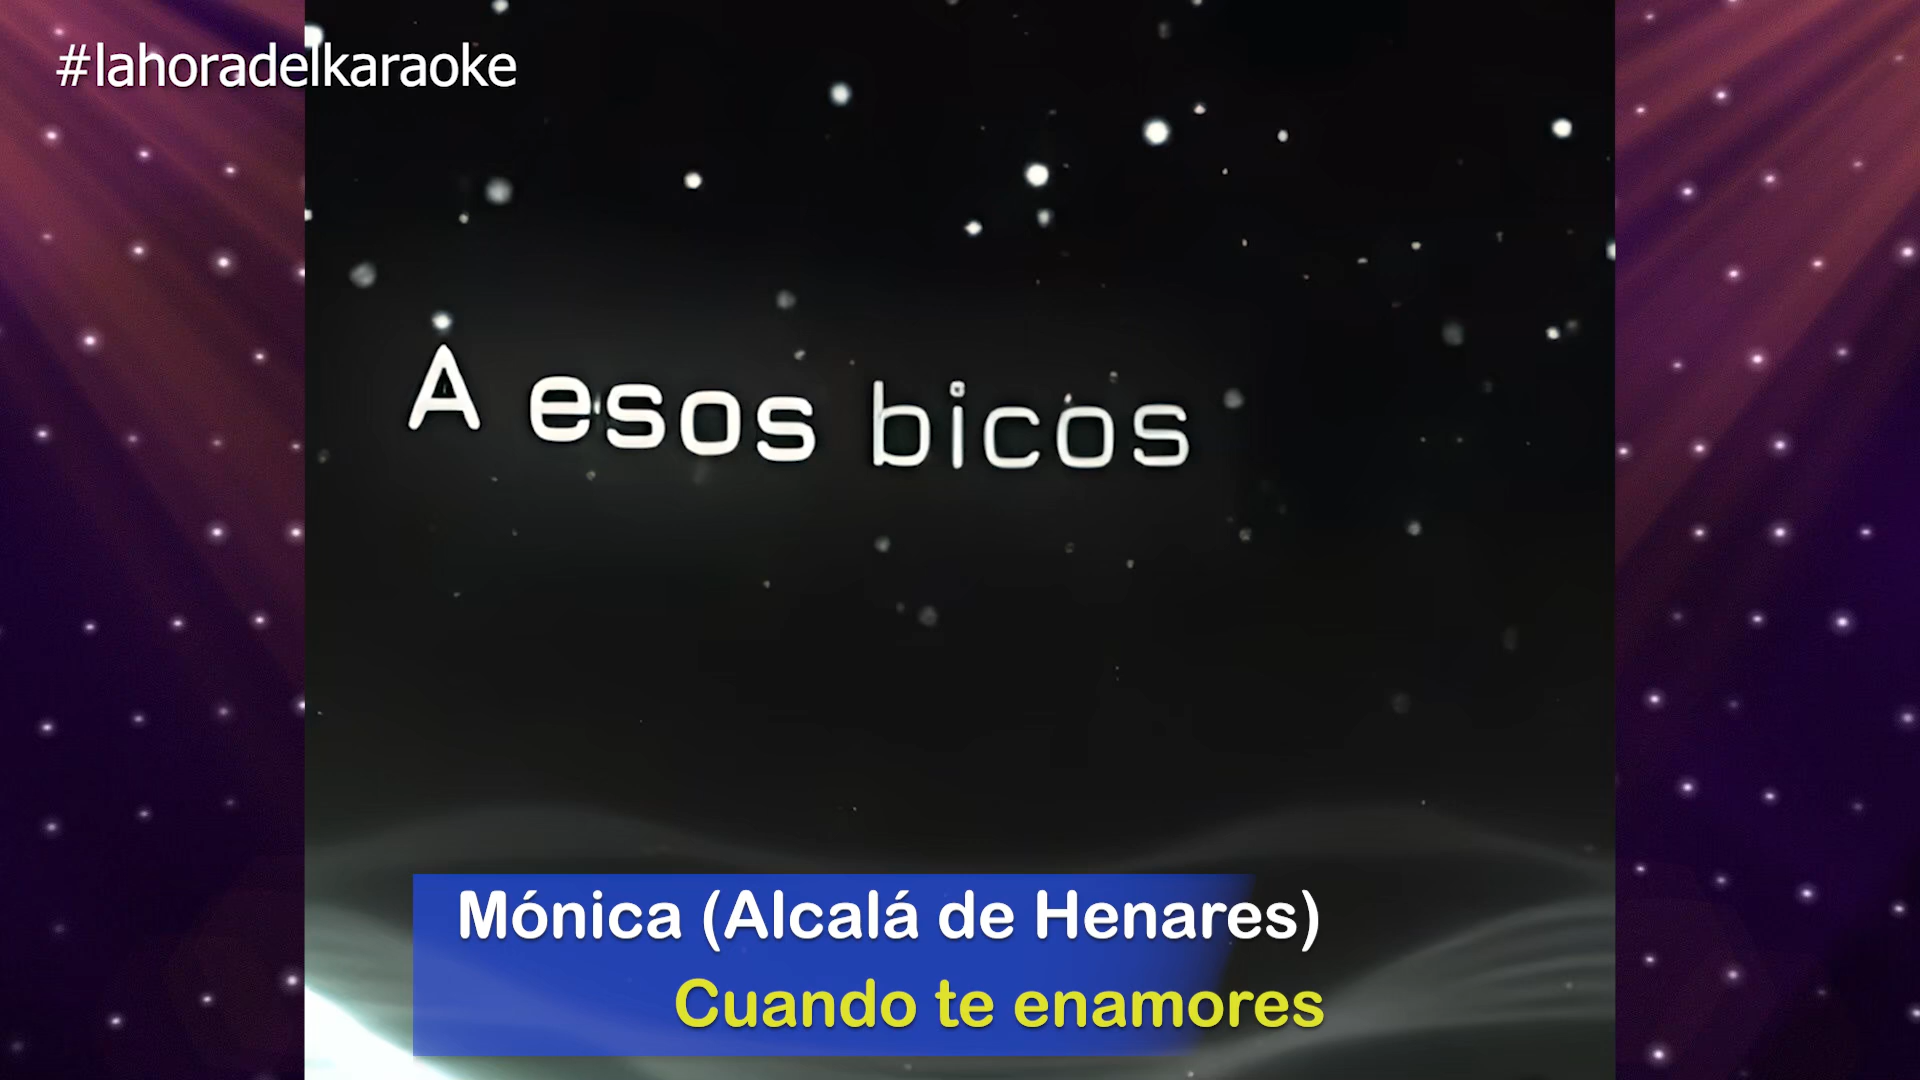 #lahoradelkaraoke
A esos bicos
Mónica (Alcalá de Henares)
Cuando te enamores